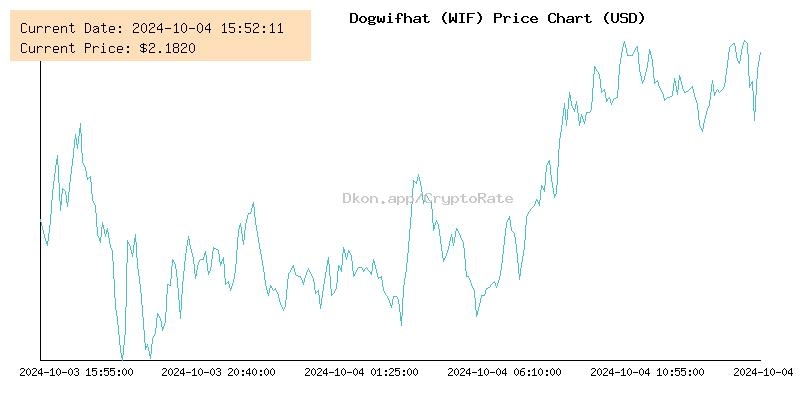 Dogwifhat (WIF) Price Chart (USD)
Current Date: 2024-10-04 15:52:11
Current Price: $2.1820
Dkon.app/CryptoRate
2024-10-03 15:55:00
2024-10-03 20:40:00
2024-10-04 01:25:00
2024-10-04 06:10:00
2024-10-04 10:55:00
2024-10-04